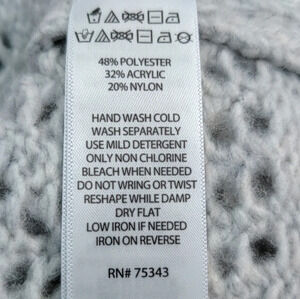 48% POLYESTER
32% ACRYLIC
20% NYLON
HAND WASH COLD
WASH SEPARATELY
USE MILD DETERGENT
ONLY NON CHLORINE
BLEACH WHEN NEEDED
DO NOT WRING OR TWIST
RESHAPE WHILE DAMP
DRY FLAT
LOW IRON IF NEEDED
IRON ON REVERSE
RN# 75343